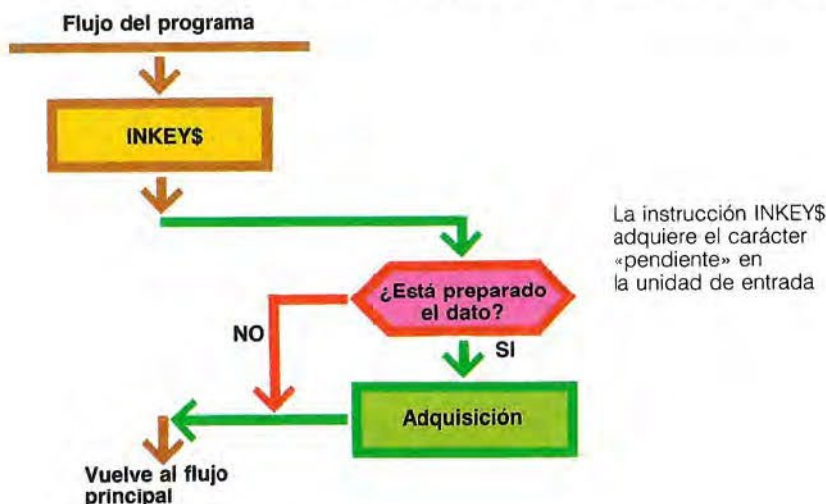 Flujo del programa
INKEY$
La instrucción INKEY$
adquiere el carácter
«pendiente» en
la unidad de entrada
¿Está preparado
el dato?
NO
SI
Adquisición
Vuelve al flujo
principal